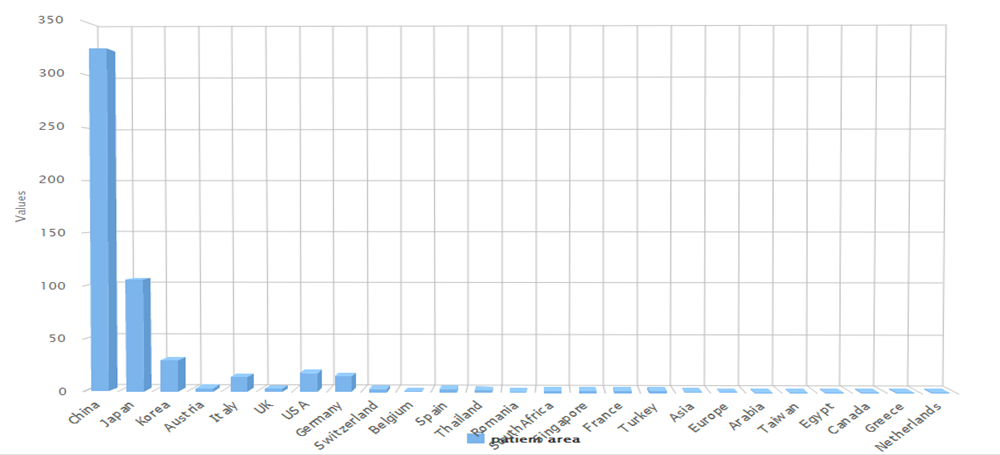 350
300
250
200
150
100
50
0
Values
China
Japan
Korea
Austria
Italy
UK
USA
Germany
Switzerland
Belgium
Spain
Thailand
Romania
SouthAfrica
Singapore
France
Turkey
Asia
Europe
Arabia
Taiwan
Egypt
Canada
Greece
Netherlands
patient area